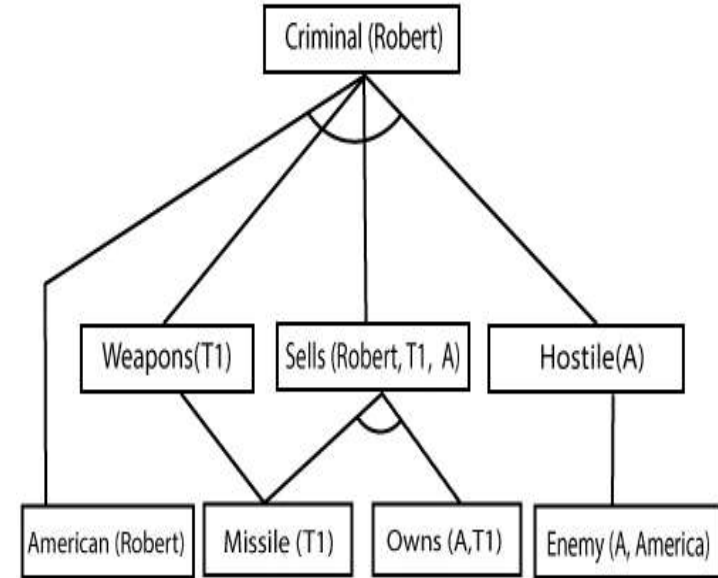 Criminal (Robert)
Weapons(T1)
Sells (Robert, T1, A)
Hostile(A)
American (Robert)
Missile (T1)
Owns (A,T1)
Enemy (A, America)